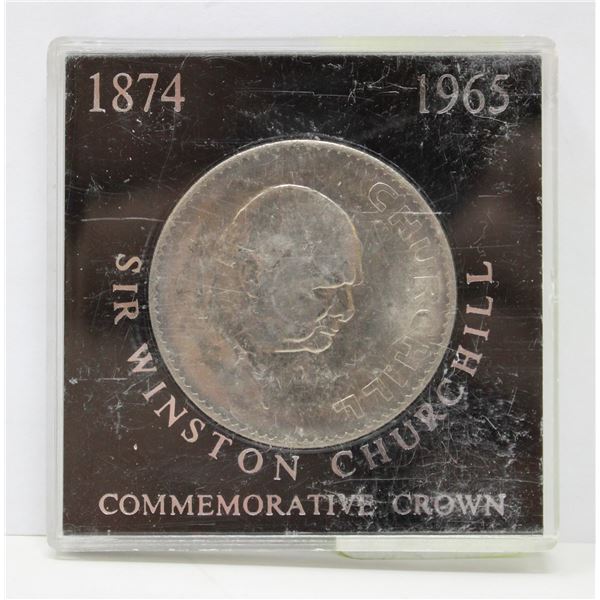 1874 1965
CHURCHILL
SIR WINSTON CHURCHILL
COMMEMORATIVE CROWN